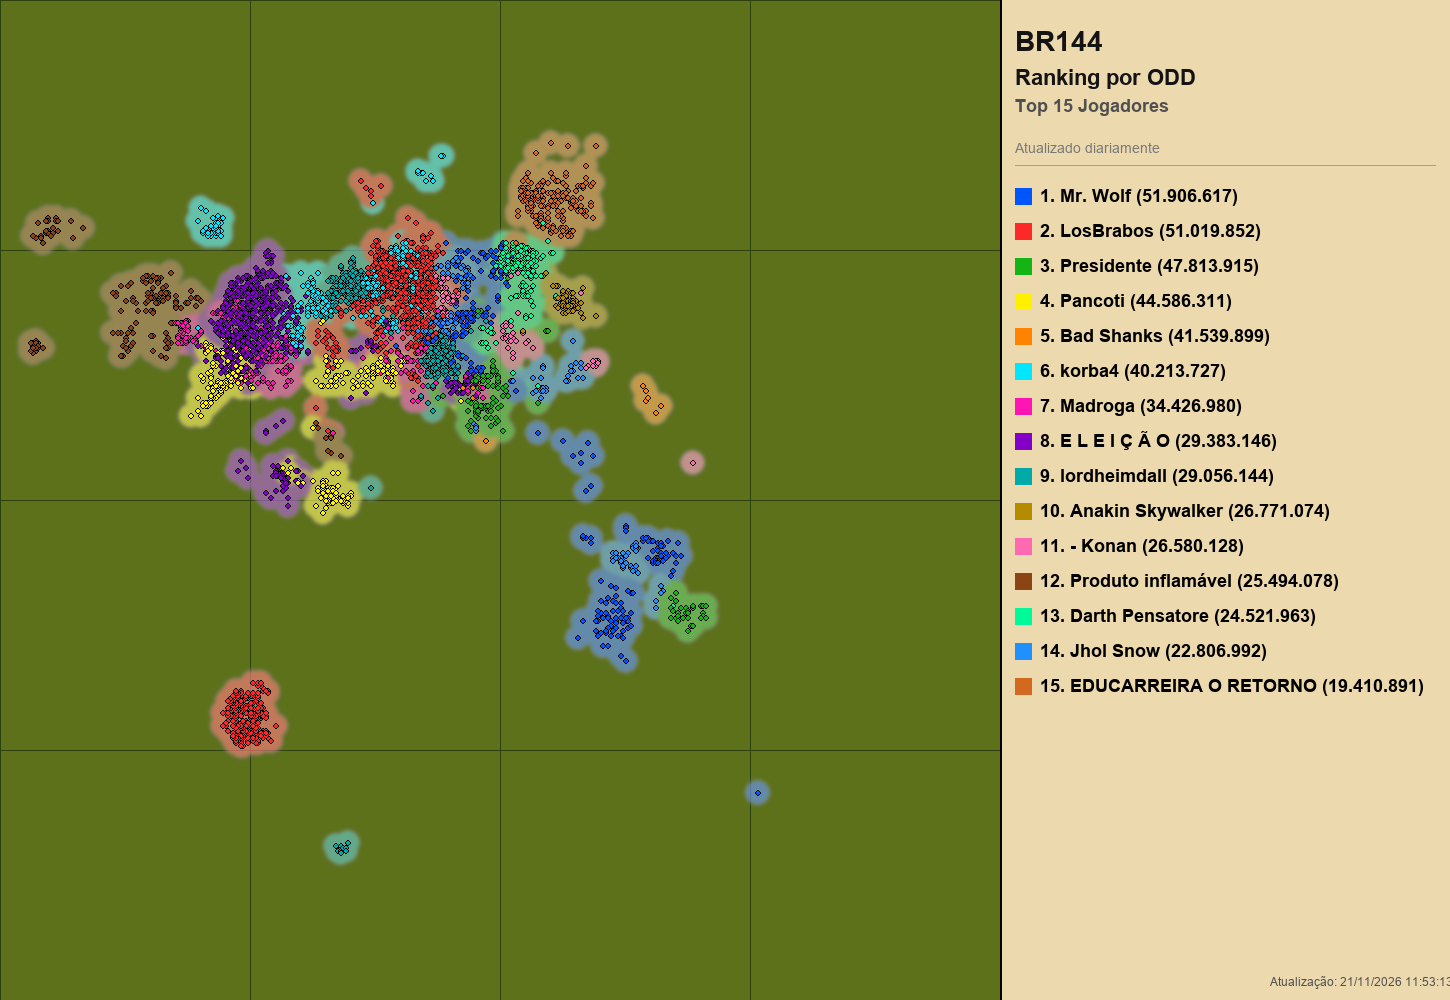 BR144
Ranking por ODD
Top 15 Jogadores
Atualizado diariamente
1. Mr. Wolf (51.906.617)
2. LosBrabos (51.019.852)
3. Presidente (47.813.915)
4. Pancoti (44.586.311)
5. Bad Shanks (41.539.899)
6. korba4 (40.213.727)
7. Madroga (34.426.980)
8. E L E I Ç Ã O (29.383.146)
9. lordheimdall (29.056.144)
10. Anakin Skywalker (26.771.074)
11. - Konan (26.580.128)
12. Produto inflamável (25.494.078)
13. Darth Pensatore (24.521.963)
14. Jhol Snow (22.806.992)
15. EDUCARREIRA O RETORNO (19.410.891)
Atualização: 21/11/2026 11:53:13